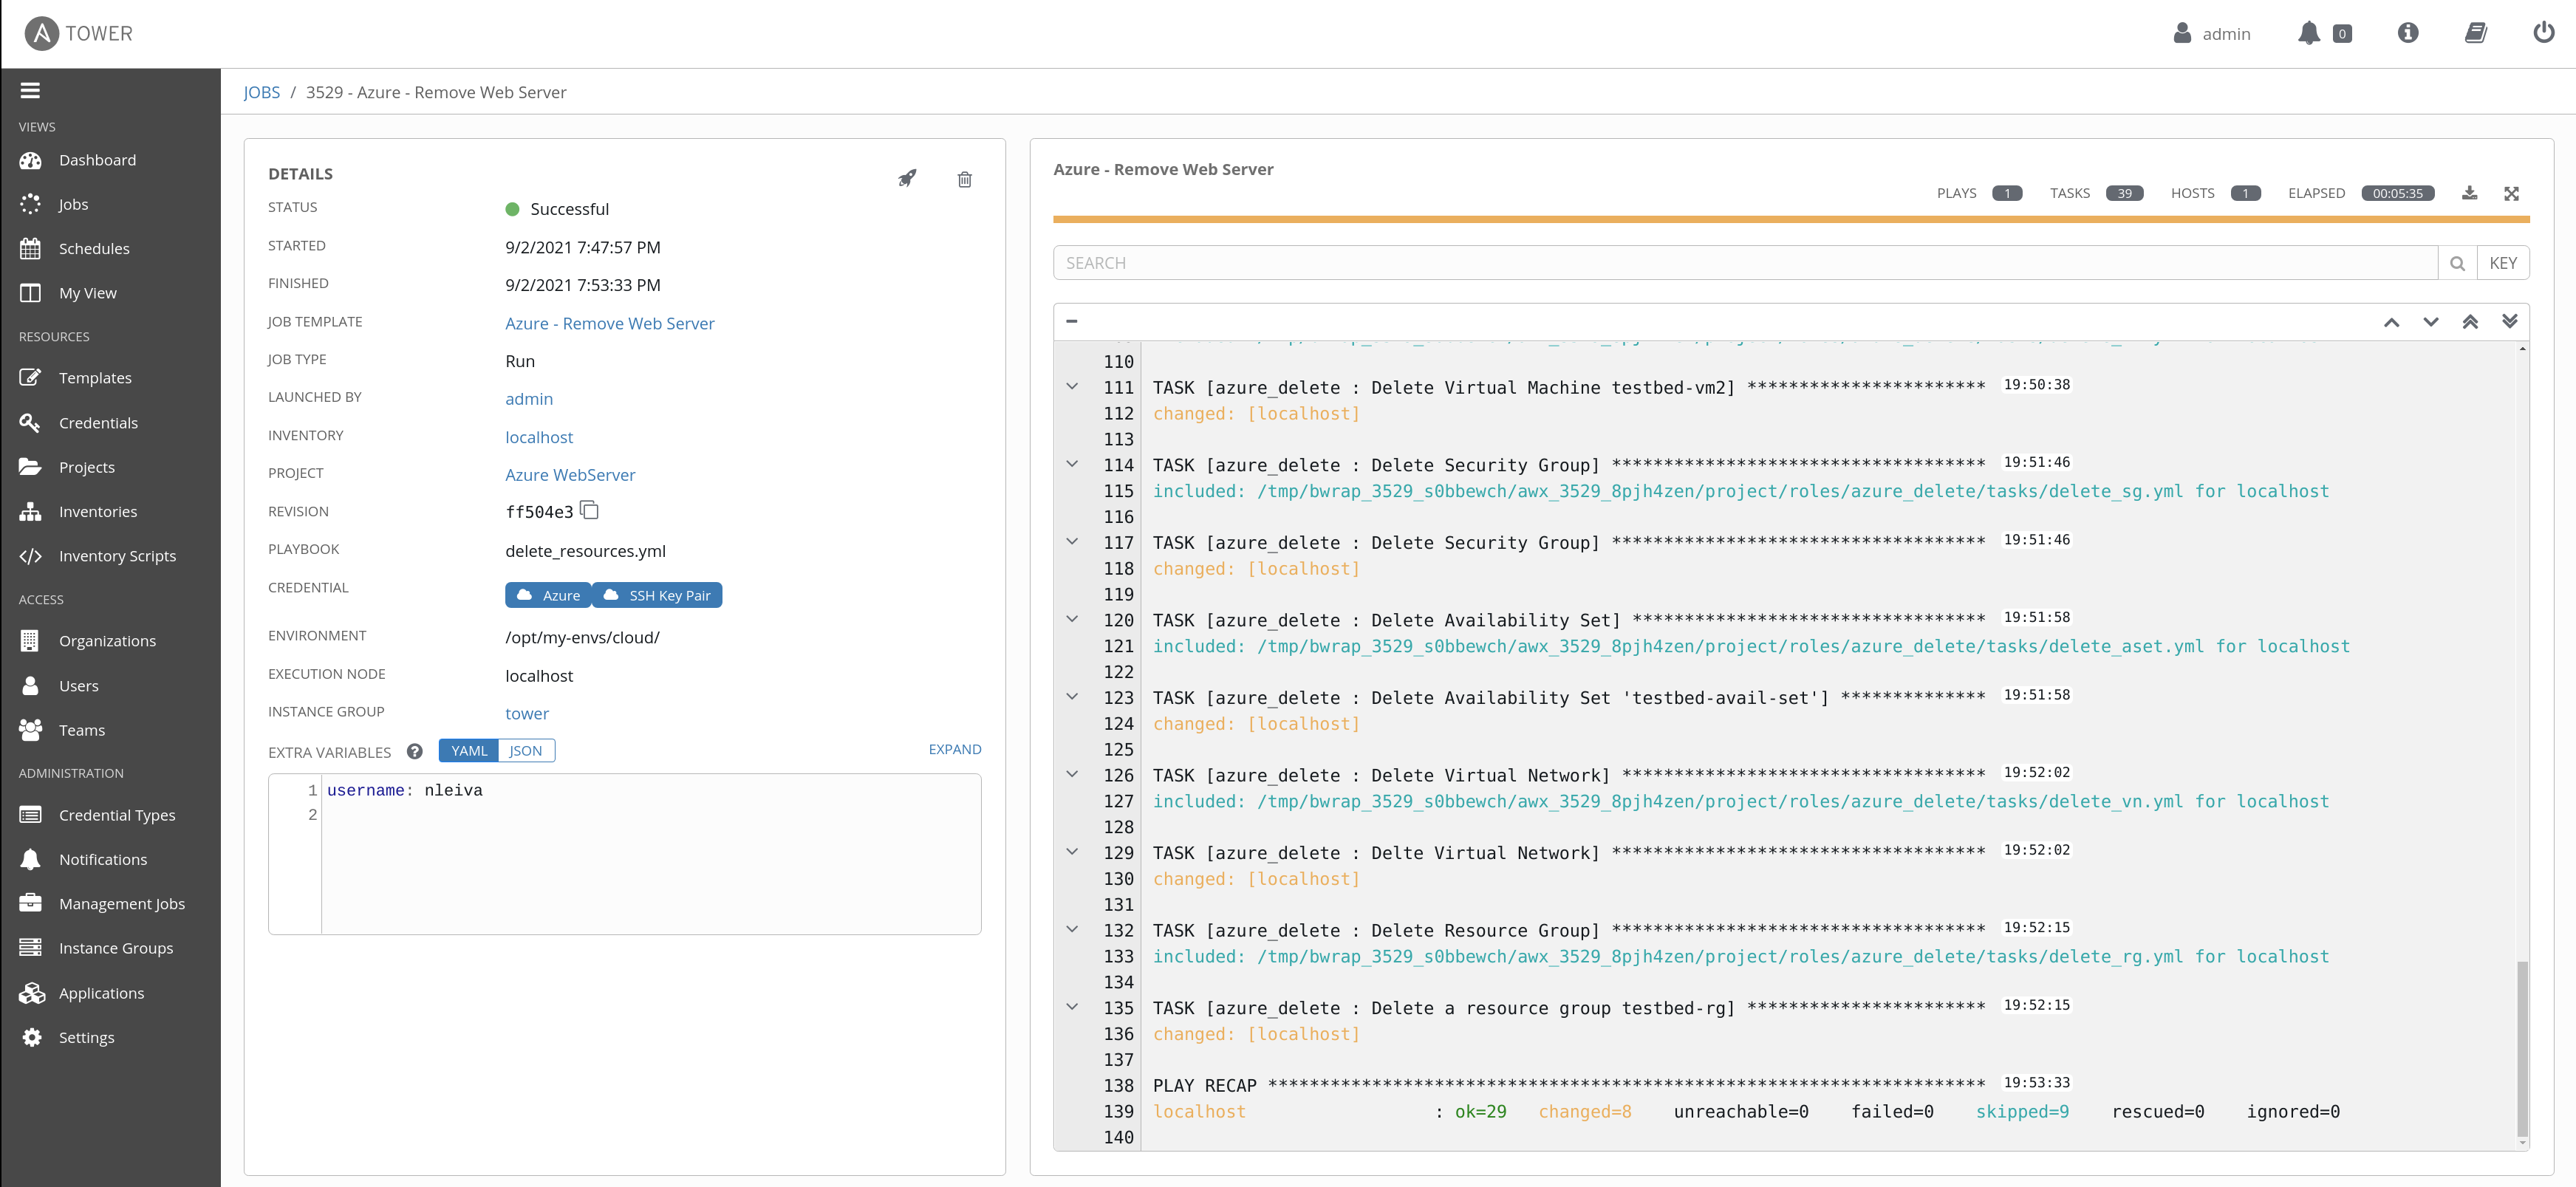 A TOWER
admin 0
JOBS / 3529 - Azure - Remove Web Server
VIEWS
Dashboard
Jobs
Schedules
My View
RESOURCES
Templates
Credentials
Projects
Inventories
Inventory Scripts
ACCESS
Organizations
Users
Teams
ADMINISTRATION
Credential Types
Notifications
Management Jobs
Instance Groups
Applications
Settings
DETAILS
STATUS Successful
STARTED 9/2/2021 7:47:57 PM
FINISHED 9/2/2021 7:53:33 PM
JOB TEMPLATE Azure - Remove Web Server
JOB TYPE Run
LAUNCHED BY admin
INVENTORY localhost
PROJECT Azure WebServer
REVISION ff504e3
PLAYBOOK delete_resources.yml
CREDENTIAL Azure SSH Key Pair
ENVIRONMENT /opt/my-envs/cloud/
EXECUTION NODE localhost
INSTANCE GROUP tower
EXTRA VARIABLES ? YAML JSON EXPAND
1 username: nleiva
2
Azure - Remove Web Server
PLAYS 1 TASKS 39 HOSTS 1 ELAPSED 00:05:35
SEARCH KEY
110
111 TASK [azure_delete : Delete Virtual Machine testbed-vm2] *********************** 19:50:38
112 changed: [localhost]
113
114 TASK [azure_delete : Delete Security Group] ************************************ 19:51:46
115 included: /tmp/bwrap_3529_s0bbewch/awx_3529_8pjh4zen/project/roles/azure_delete/tasks/delete_sg.yml for localhost
116
117 TASK [azure_delete : Delete Security Group] ************************************ 19:51:46
118 changed: [localhost]
119
120 TASK [azure_delete : Delete Availability Set] ********************************** 19:51:58
121 included: /tmp/bwrap_3529_s0bbewch/awx_3529_8pjh4zen/project/roles/azure_delete/tasks/delete_aset.yml for localhost
122
123 TASK [azure_delete : Delete Availability Set 'testbed-avail-set'] ************** 19:51:58
124 changed: [localhost]
125
126 TASK [azure_delete : Delete Virtual Network] *********************************** 19:52:02
127 included: /tmp/bwrap_3529_s0bbewch/awx_3529_8pjh4zen/project/roles/azure_delete/tasks/delete_vn.yml for localhost
128
129 TASK [azure_delete : Delte Virtual Network] ************************************ 19:52:02
130 changed: [localhost]
131
132 TASK [azure_delete : Delete Resource Group] ************************************ 19:52:15
133 included: /tmp/bwrap_3529_s0bbewch/awx_3529_8pjh4zen/project/roles/azure_delete/tasks/delete_rg.yml for localhost
134
135 TASK [azure_delete : Delete a resource group testbed-rg] *********************** 19:52:15
136 changed: [localhost]
137
138 PLAY RECAP ********************************************************************* 19:53:33
139 localhost : ok=29 changed=8 unreachable=0 failed=0 skipped=9 rescued=0 ignored=0
140